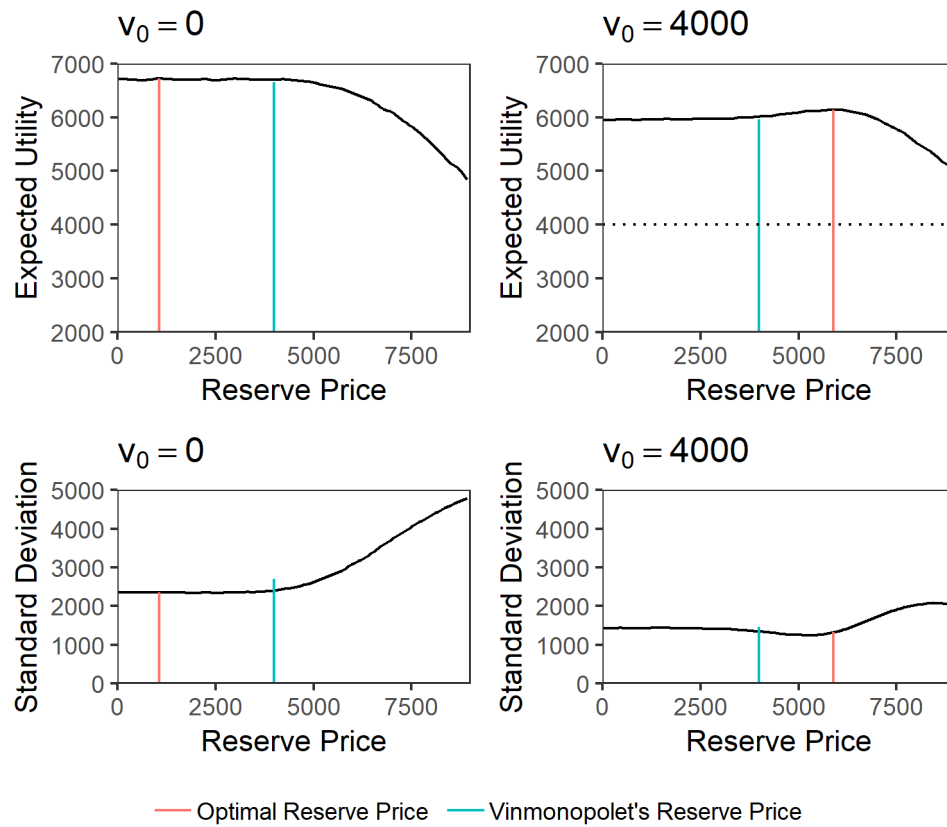 v₀ = 0
v₀ = 4000
Expected Utility
7000
6000
5000
4000
3000
2000
0 2500 5000 7500
Reserve Price
Expected Utility
7000
6000
5000
4000
3000
2000
0 2500 5000 7500
Reserve Price
v₀ = 0
v₀ = 4000
Standard Deviation
5000
4000
3000
2000
1000
0
0 2500 5000 7500
Reserve Price
Standard Deviation
5000
4000
3000
2000
1000
0
0 2500 5000 7500
Reserve Price
Optimal Reserve Price Vinmonopolet's Reserve Price